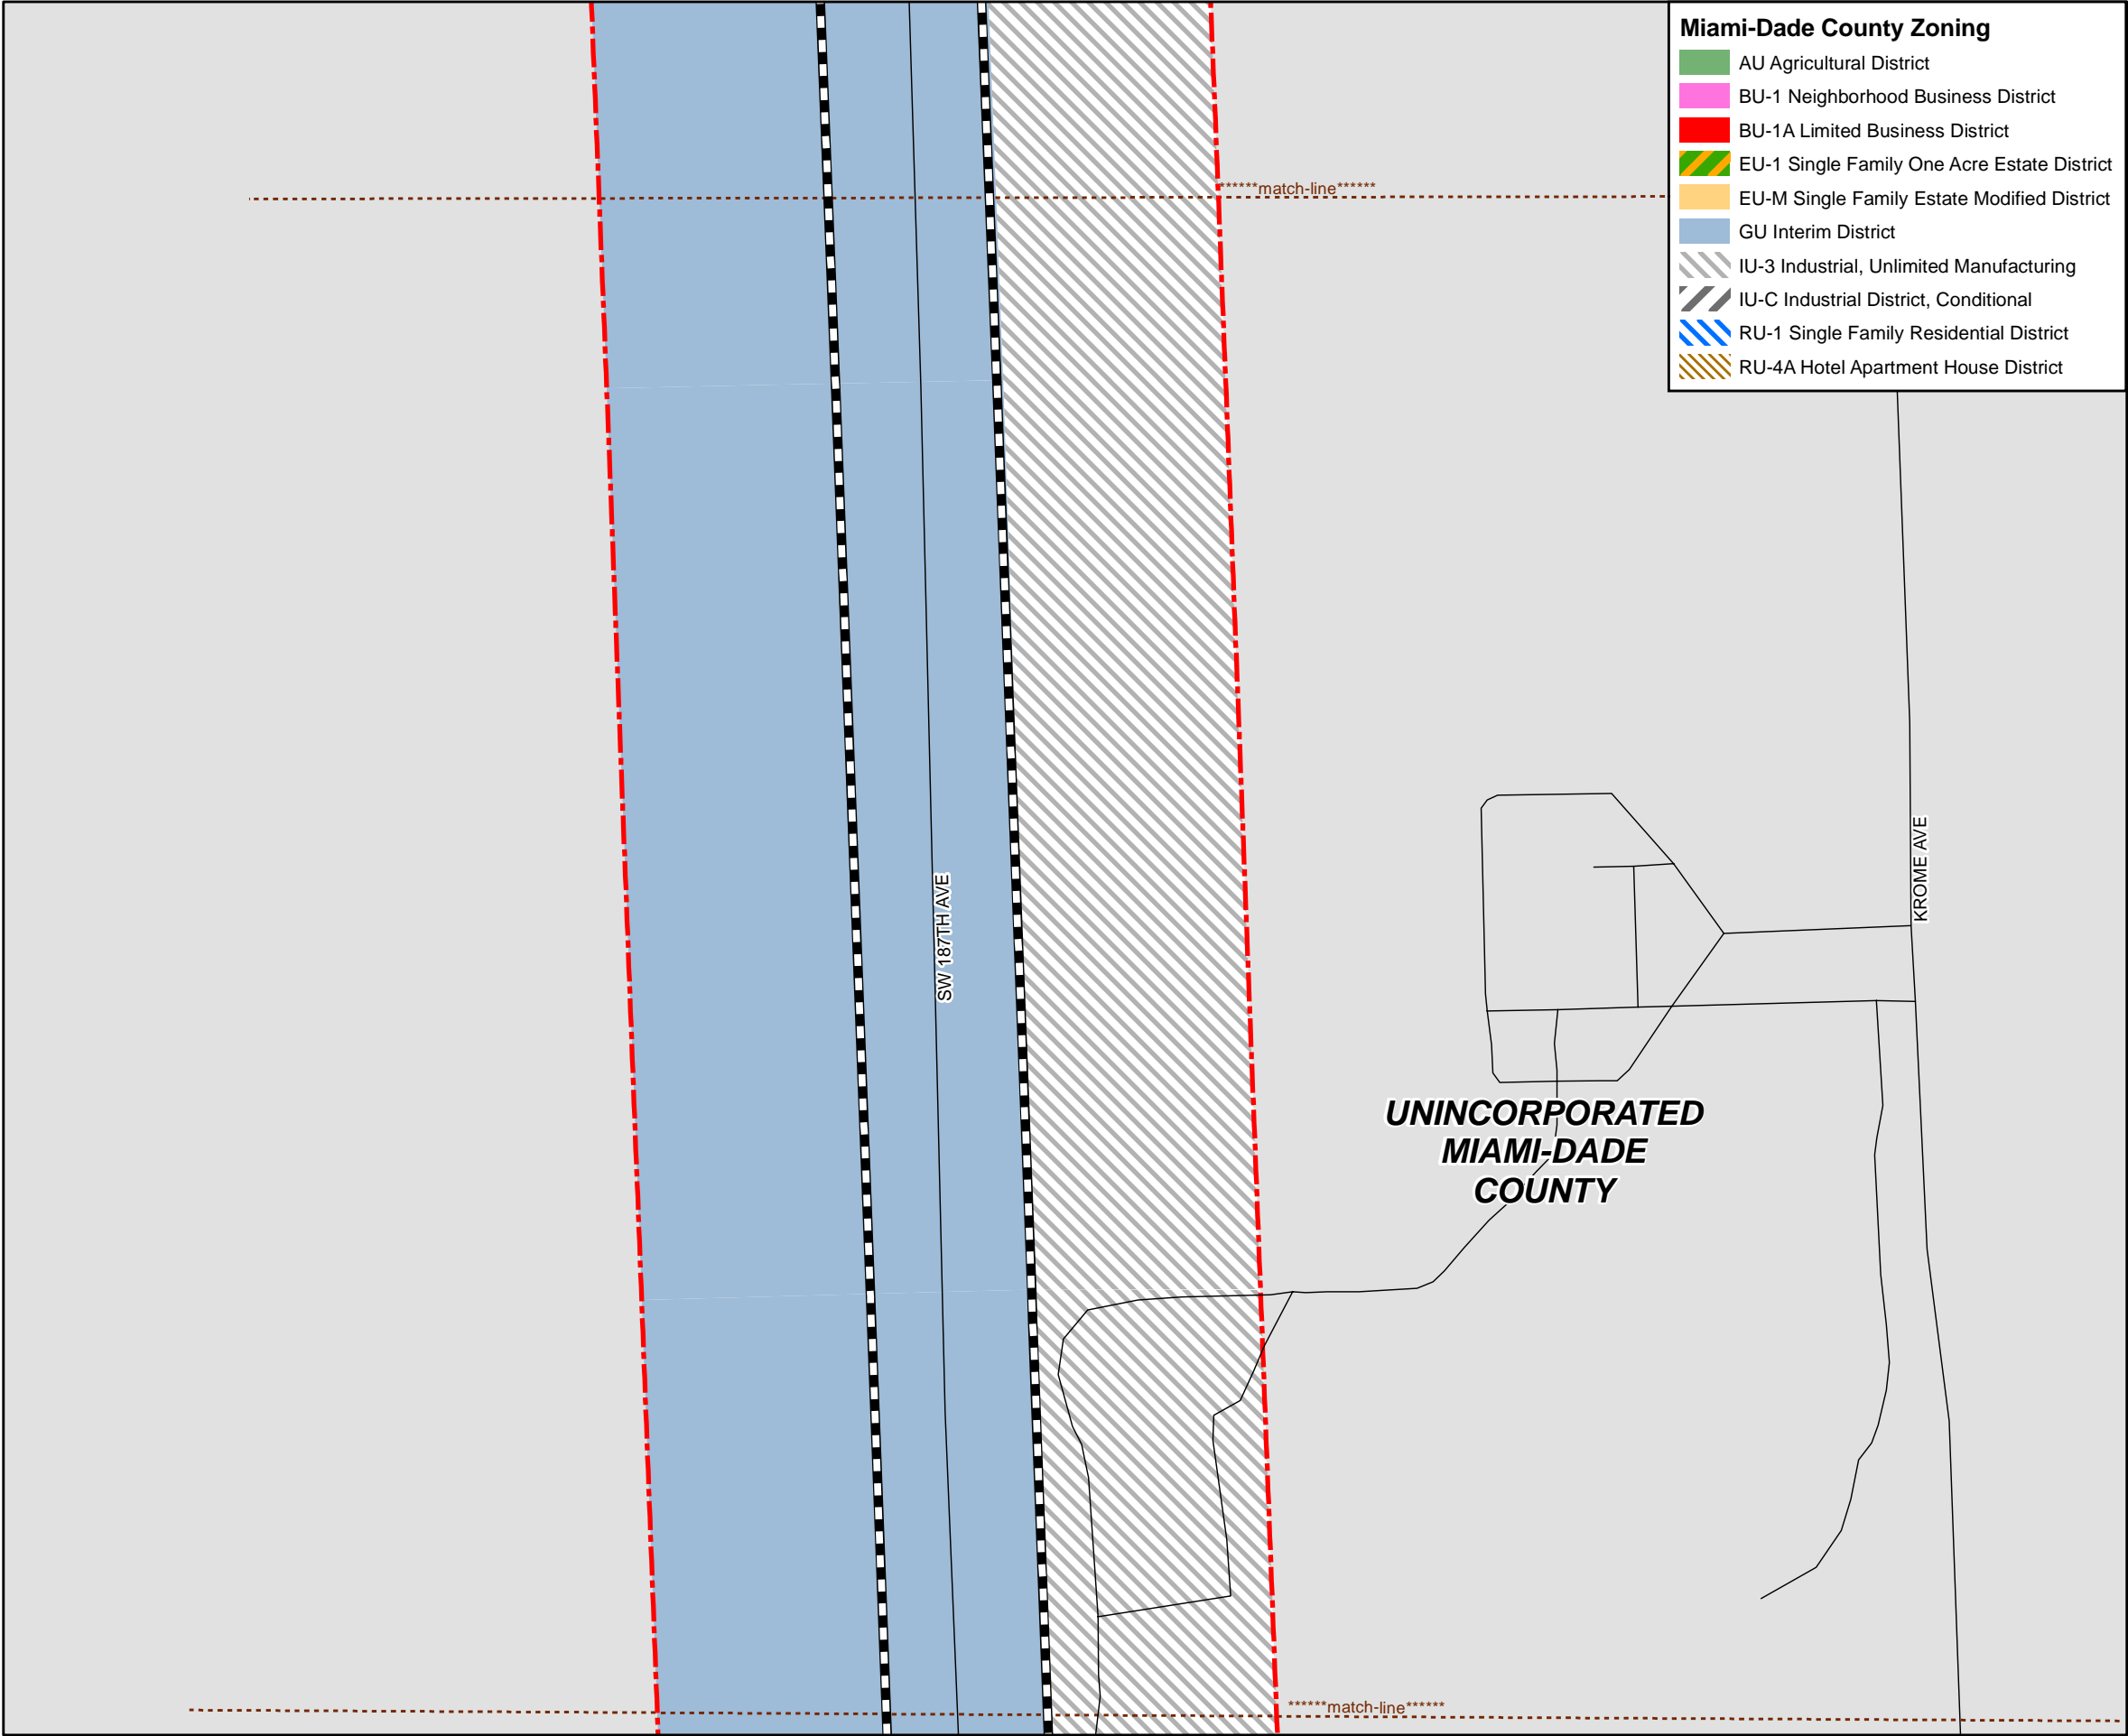 Miami-Dade County Zoning
AU Agricultural District
BU-1 Neighborhood Business District
BU-1A Limited Business District
EU-1 Single Family One Acre Estate District
EU-M Single Family Estate Modified District
GU Interim District
IU-3 Industrial, Unlimited Manufacturing
IU-C Industrial District, Conditional
RU-1 Single Family Residential District
RU-4A Hotel Apartment House District
******match-line******
KROME AVE
SW 187TH AVE
UNINCORPORATED
MIAMI-DADE
COUNTY
******match-line******